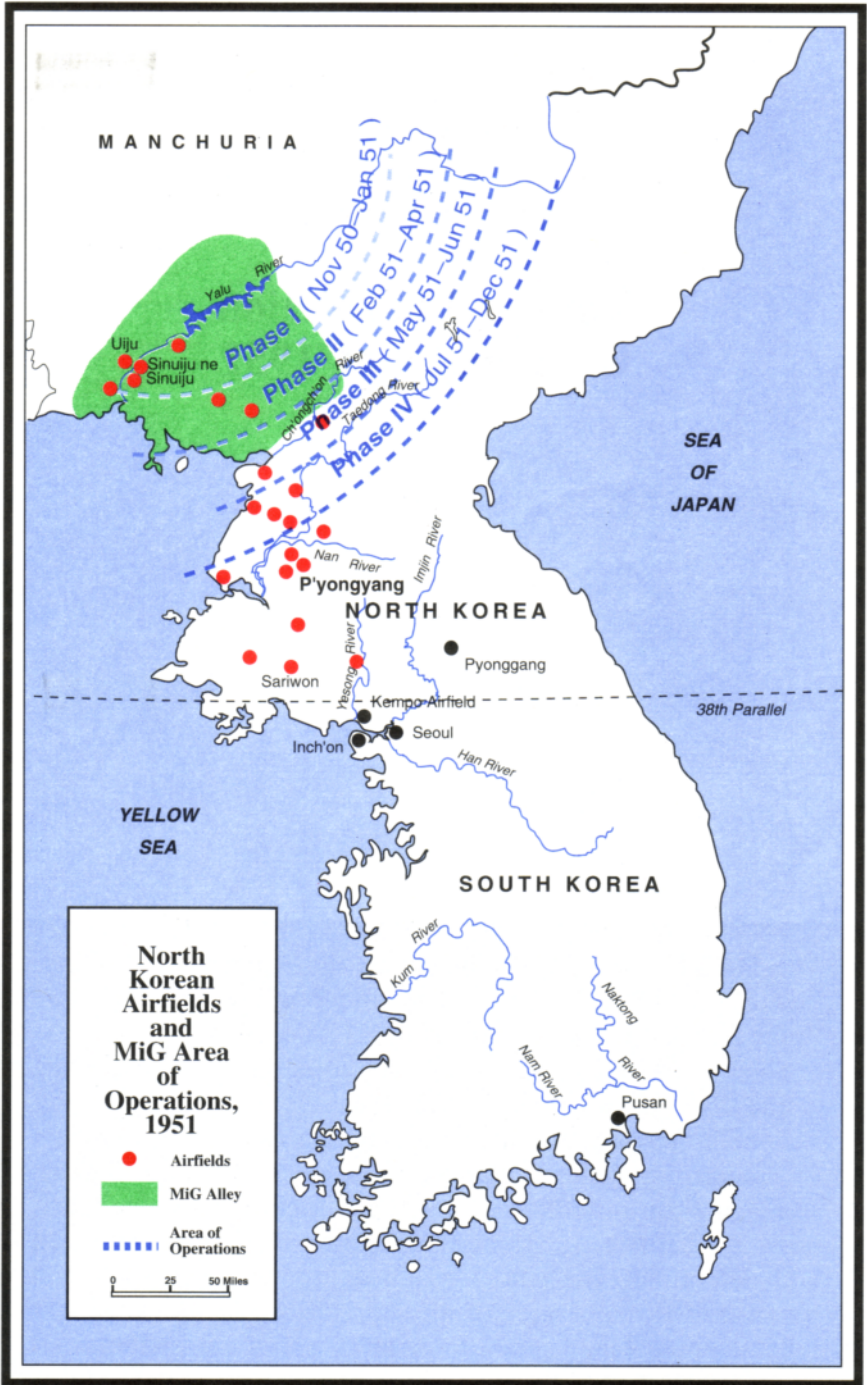 MANCHURIA
Phase I ( Nov 50–Jan 51 )
Phase II ( Feb 51–Apr 51 )
Phase III ( May 51–Jun 51 )
Phase IV ( Jul 51–Dec 51 )
Yalu River
Uiju
Sinuiju ne
Sinuiju
Ch'ongch'on River
Taedong River
SEA
OF
JAPAN
Nan River
Imjin River
P'yongyang
NORTH KOREA
Pyonggang
Yesong River
Sariwon
Kempo Airfield
38th Parallel
Seoul
Inch'on
Han River
YELLOW
SEA
SOUTH KOREA
Kum River
Naktong River
Nam River
Pusan
North
Korean
Airfields
and
MiG Area
of
Operations,
1951
Airfields
MiG Alley
Area of
Operations
0 25 50 Miles